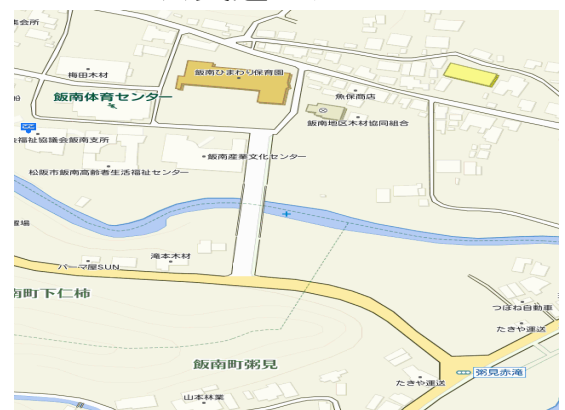 集会所
梅田木材
飯南ひまわり保育園
飯南体育センター
魚保商店
飯南地区木材協同組合
福祉協議会飯南支所
飯南産業文化センター
松阪市飯南高齢者生活福祉センター
滝本木材
パーマ屋SUN
南町下仁柿
つぼね自動車
たきや運送
飯南町粥見
粥見赤滝
たきや運送
山本林業